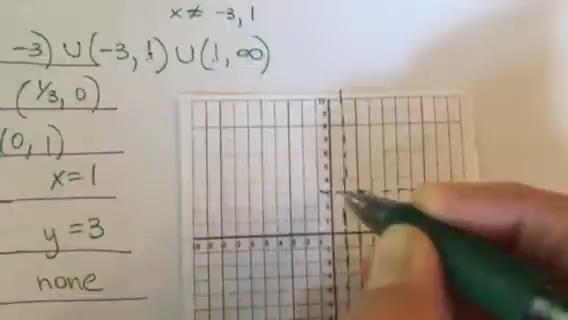 x ≠ -3, 1
-3) ∪ (-3, 1) ∪ (1, ∞)
(1/3, 0)
(0, 1)
x = 1
y = 3
none